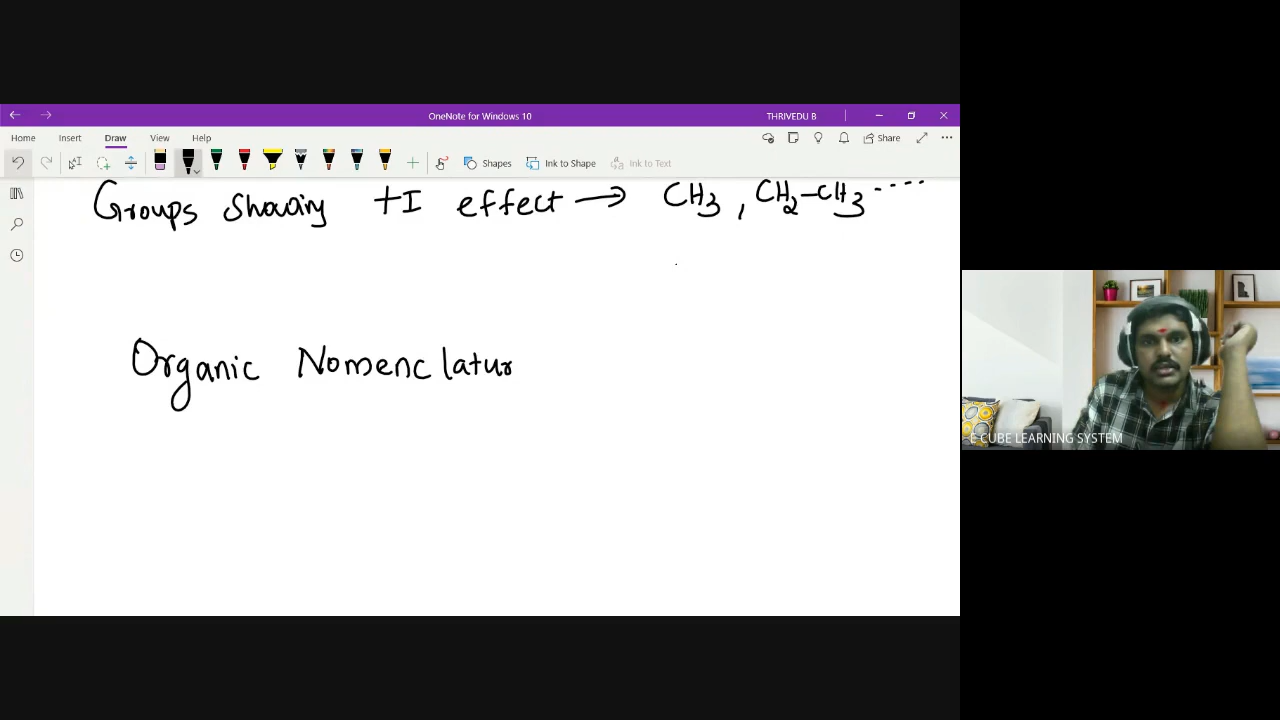 OneNote for Windows 10
THRIVEDU B
Home Insert Draw View Help
Share
Shapes Ink to Shape Ink to Text
Groups showing +I effect → CH3, CH2-CH3 ....
Organic Nomenclatur
E CUBE LEARNING SYSTEM